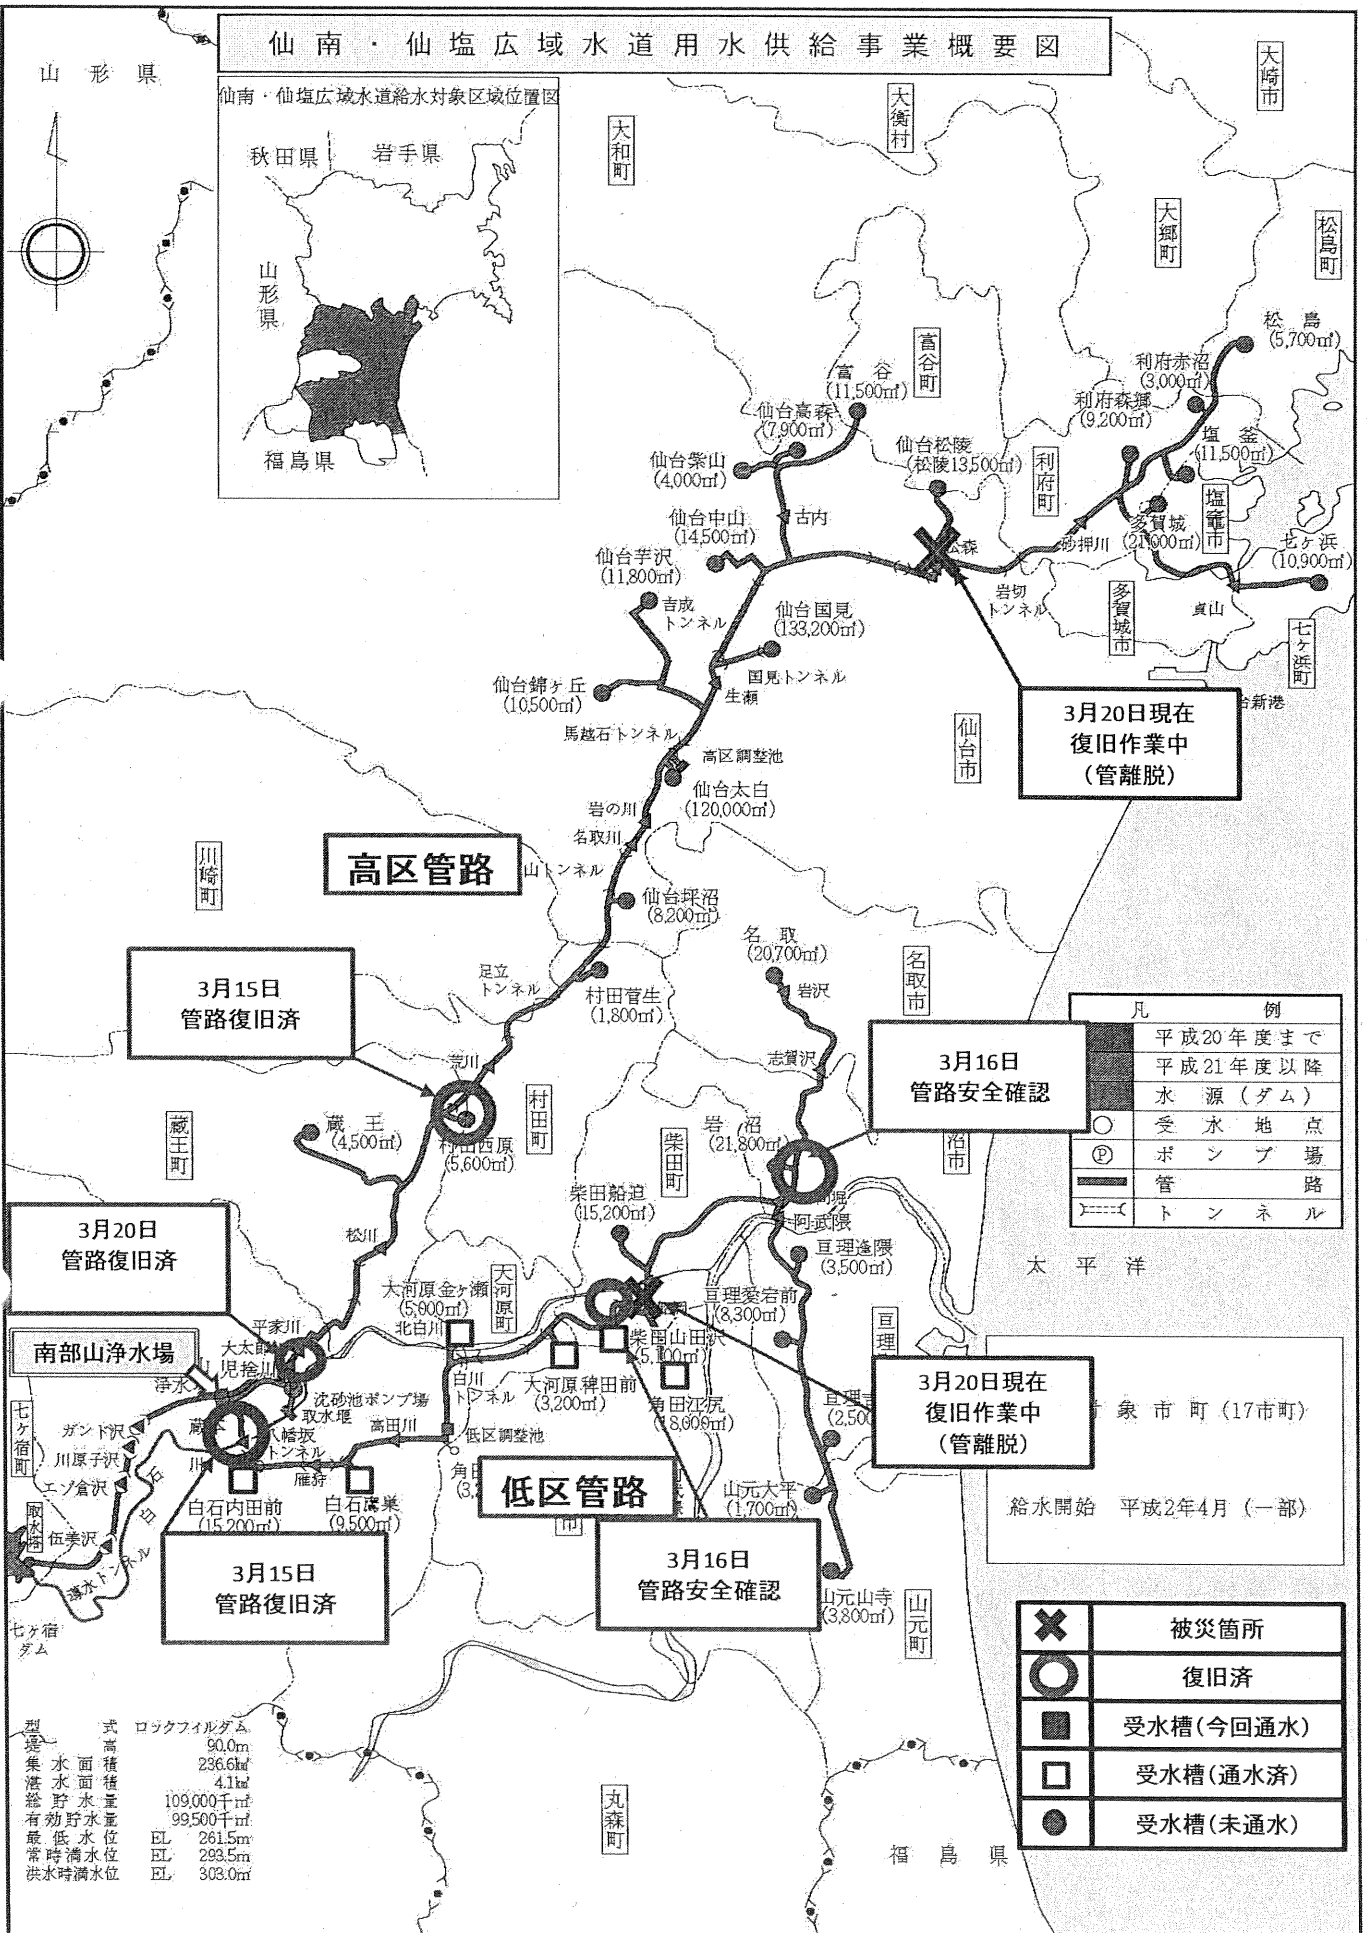 仙南・仙塩広域水道用水供給事業概要図
山形県
仙南・仙塩広域水道給水対象区域位置図
秋田県
岩手県
山形県
福島県
大和町
大衡村
大崎市
大郷町
松島町
富谷町
松島
(5,700㎥)
利府赤沼
(3,000㎥)
利府森郷
(9,200㎥)
塩釜
(11,500㎥)
富谷
(11,500㎥)
仙台高森
(7,900㎥)
仙台紫山
(4,000㎥)
仙台松陵
(松陵13,500㎥)
利府町
塩竈市
多賀城
(21,000㎥)
七ヶ浜
(10,900㎥)
仙台中山
(14,500㎥)
古内
砂押川
仙台芋沢
(11,800㎥)
岩切
トンネル
多賀城市
貞山
七ヶ浜町
吉成
トンネル
仙台国見
(133,200㎥)
国見トンネル
生瀬
仙台錦ヶ丘
(10,500㎥)
台新港
3月20日現在
復旧作業中
(管離脱)
仙台市
馬越石トンネル
高区調整池
仙台太白
(120,000㎥)
岩の川
名取川
山トンネル
高区管路
川崎町
仙台坪沼
(8,200㎥)
名取
(20,700㎥)
名取市
岩沢
足立
トンネル
村田菅生
(1,800㎥)
3月15日
管路復旧済
荒川
志賀沢
3月16日
管路安全確認
凡例
平成20年度まで
平成21年度以降
水源(ダム)
受水地点
Ⓟ ポンプ場
管路
トンネル
村田町
蔵王
(4,500㎥)
蔵王町
村田西原
(5,600㎥)
岩沼
(21,800㎥)
柴田町
沼市
柴田船迫
(15,200㎥)
阿武隈
亘理逢隈
(3,500㎥)
太平洋
3月20日
管路復旧済
松川
大河原金ヶ瀬
(5,000㎥)
北白川
大河原町
亘理愛宕前
(8,300㎥)
亘理
平家川
児捨川
南部山浄水場
柴田山田沢
(5,100㎥)
白川
トンネル
大河原稗田前
(3,200㎥)
角田江尻
(18,000㎥)
3月20日現在
復旧作業中
(管離脱)
象市町(17市町)
沈砂池ポンプ場
取水堰
高田川
低区調整池
七ヶ宿町
ガンド沢
川原子沢
エゾ倉沢
八幡坂
トンネル
雁狩
低区管路
山元大平
(1,700㎥)
給水開始 平成2年4月(一部)
取水塔
伍美沢
導水トンネル
白石内田前
(15,200㎥)
白石鷹巣
(9,500㎥)
3月15日
管路復旧済
3月16日
管路安全確認
山元山寺
(3,800㎥)
山元町
七ヶ宿
ダム
被災箇所
復旧済
受水槽(今回通水)
受水槽(通水済)
受水槽(未通水)
型式 ロックフィルダム
堤高 90.0m
集水面積 236.6㎢
湛水面積 4.1㎢
総貯水量 109,000千㎥
有効貯水量 99,500千㎥
最低水位 EL 261.5m
常時満水位 EL 293.5m
洪水時満水位 EL 303.0m
丸森町
福島県